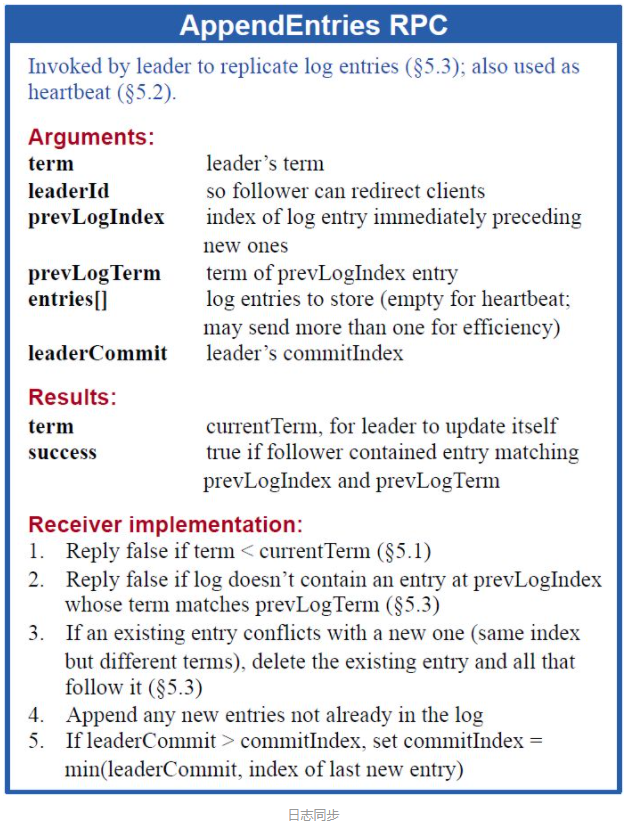 AppendEntries RPC
Invoked by leader to replicate log entries (§5.3); also used as
heartbeat (§5.2).
Arguments:
term leader’s term
leaderId so follower can redirect clients
prevLogIndex index of log entry immediately preceding
new ones
prevLogTerm term of prevLogIndex entry
entries[] log entries to store (empty for heartbeat;
may send more than one for efficiency)
leaderCommit leader’s commitIndex
Results:
term currentTerm, for leader to update itself
success true if follower contained entry matching
prevLogIndex and prevLogTerm
Receiver implementation:
1. Reply false if term < currentTerm (§5.1)
2. Reply false if log doesn’t contain an entry at prevLogIndex
whose term matches prevLogTerm (§5.3)
3. If an existing entry conflicts with a new one (same index
but different terms), delete the existing entry and all that
follow it (§5.3)
4. Append any new entries not already in the log
5. If leaderCommit > commitIndex, set commitIndex =
min(leaderCommit, index of last new entry)
日志同步